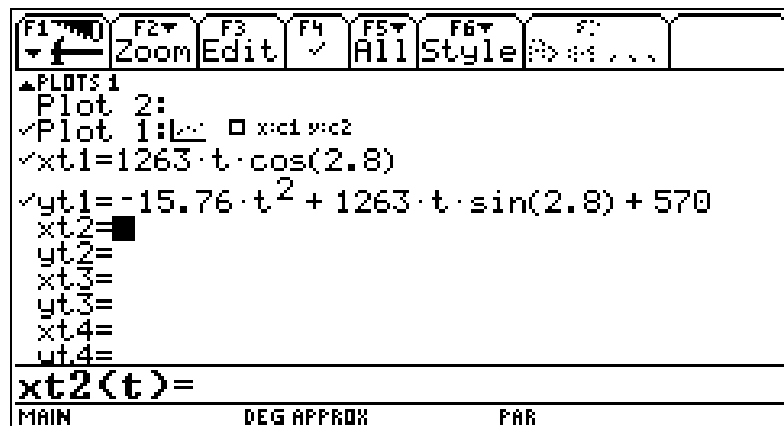 F1 F2 F3 F4 F5 F6
Zoom Edit ✓ All Style
PLOTS 1
Plot 2:
✓Plot 1: x:c1 y:c2
✓xt1=1263·t·cos(2.8)
✓yt1=-15.76·t² + 1263·t·sin(2.8) + 570
xt2=
yt2=
xt3=
yt3=
xt4=
yt4=
xt2(t)=
MAIN DEG APPROX PAR